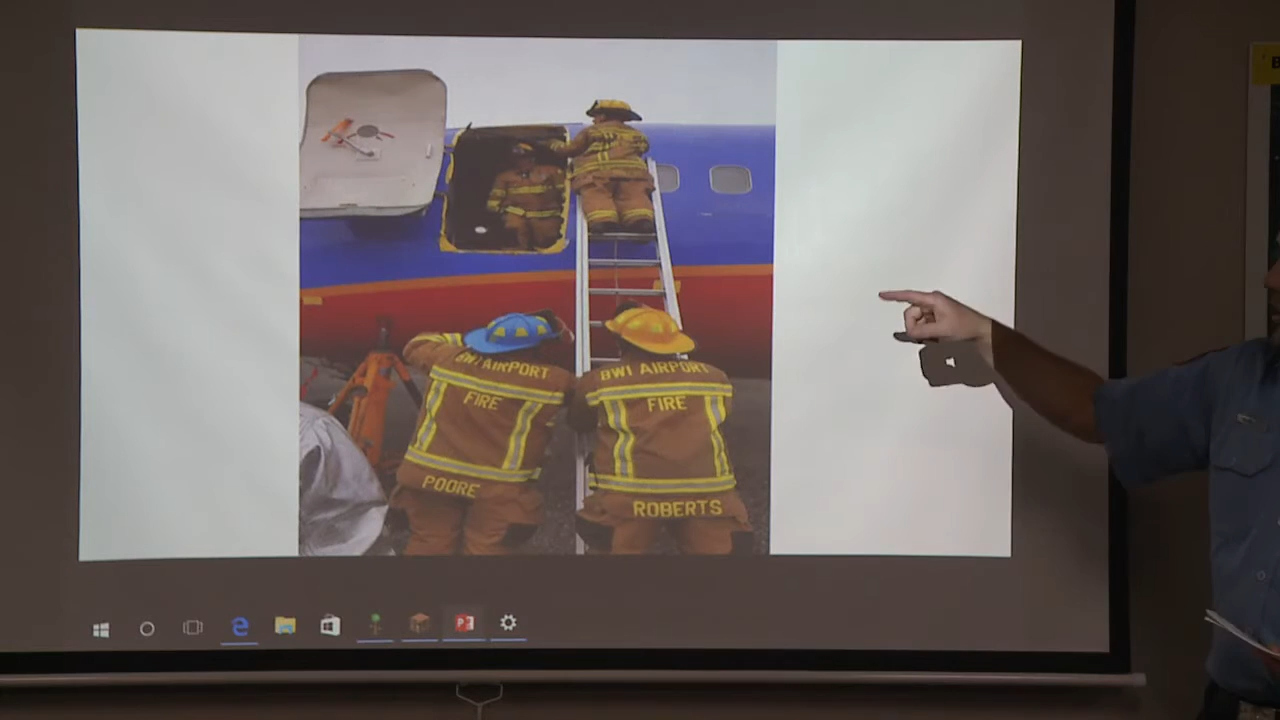 BWI AIRPORT
FIRE
POORE
BWI AIRPORT
FIRE
ROBERTS
B